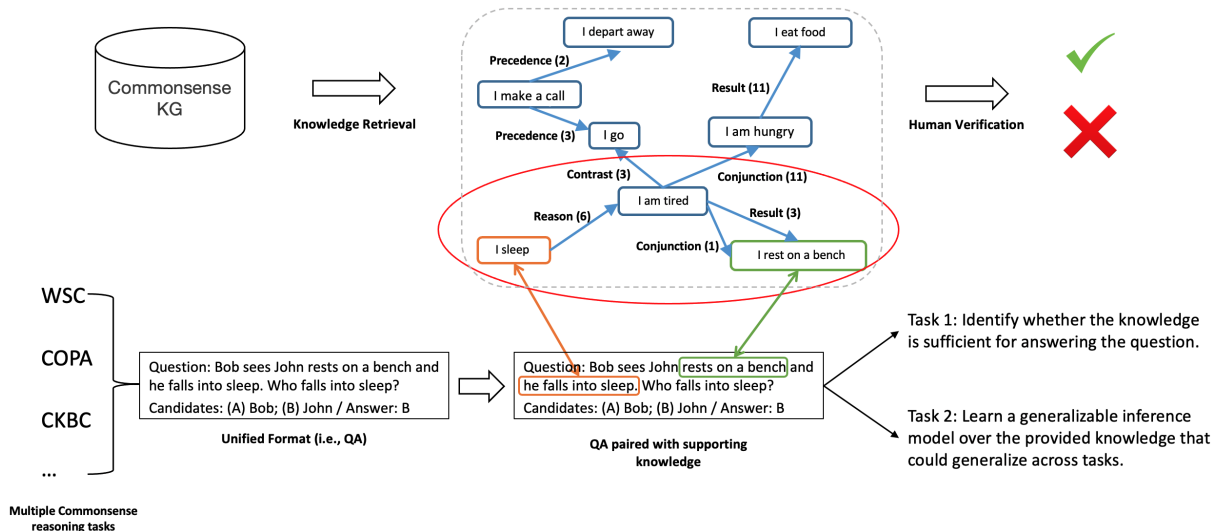 Commonsense
KG
Knowledge Retrieval
I depart away
I eat food
Precedence (2)
Result (11)
I make a call
Precedence (3)
I go
I am hungry
Human Verification
Contrast (3)
Conjunction (11)
I am tired
Reason (6)
Result (3)
I sleep
Conjunction (1)
I rest on a bench
WSC
COPA
CKBC
...
Multiple Commonsense
reasoning tasks
Question: Bob sees John rests on a bench and
he falls into sleep. Who falls into sleep?
Candidates: (A) Bob; (B) John / Answer: B
Unified Format (i.e., QA)
Question: Bob sees John rests on a bench and
he falls into sleep. Who falls into sleep?
Candidates: (A) Bob; (B) John / Answer: B
QA paired with supporting
knowledge
Task 1: Identify whether the knowledge
is sufficient for answering the question.
Task 2: Learn a generalizable inference
model over the provided knowledge that
could generalize across tasks.